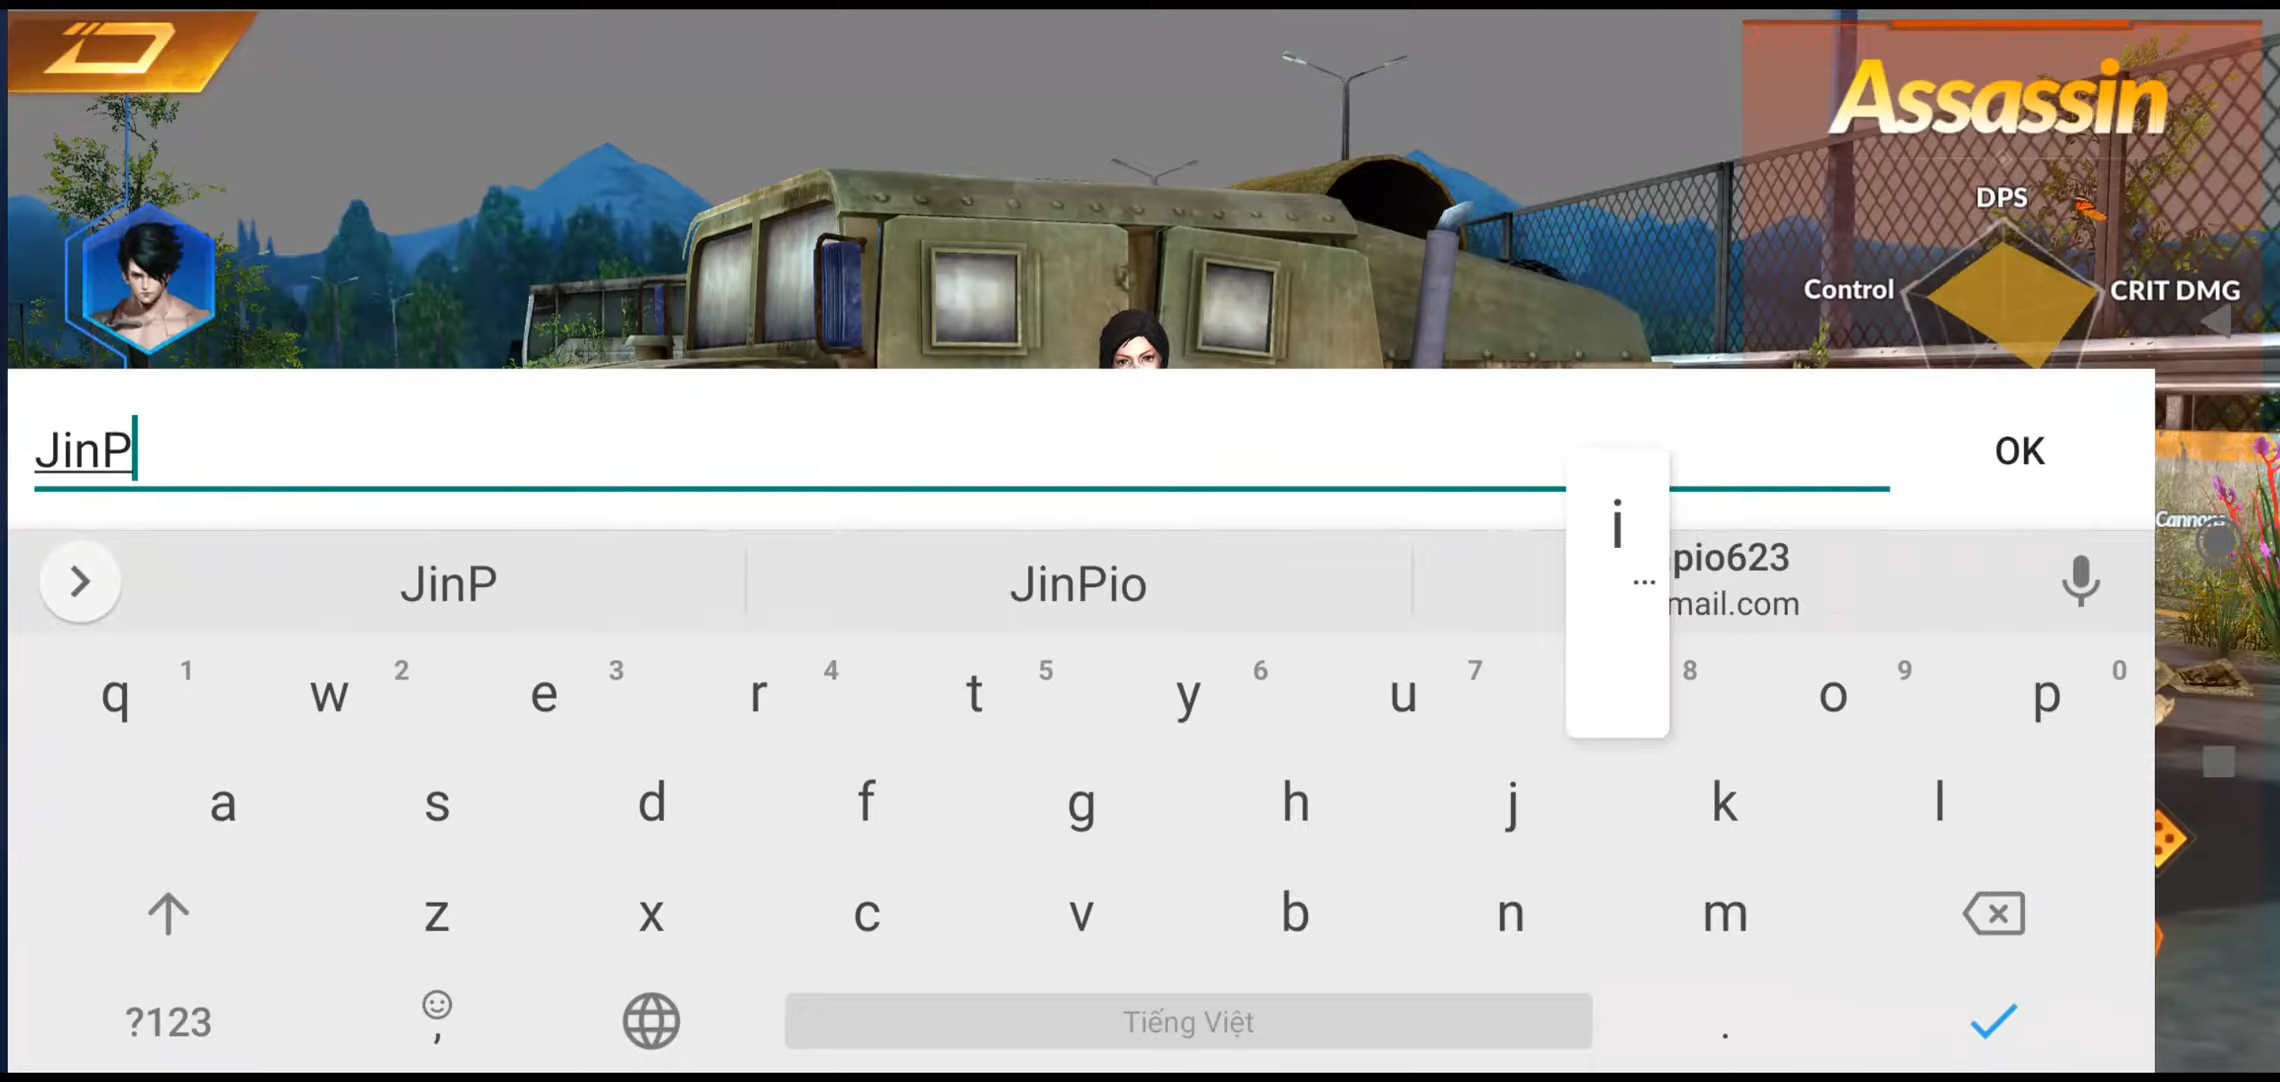 Assassin
DPS
Control
CRIT DMG
JinP
OK
i
Cannons
JinP
JinPio
...
pio623
mail.com
q 1 w 2 e 3 r 4 t 5 y 6 u 7 8 o 9 p 0
a s d f g h j k l
z x c v b n m
?123 , Tiếng Việt .